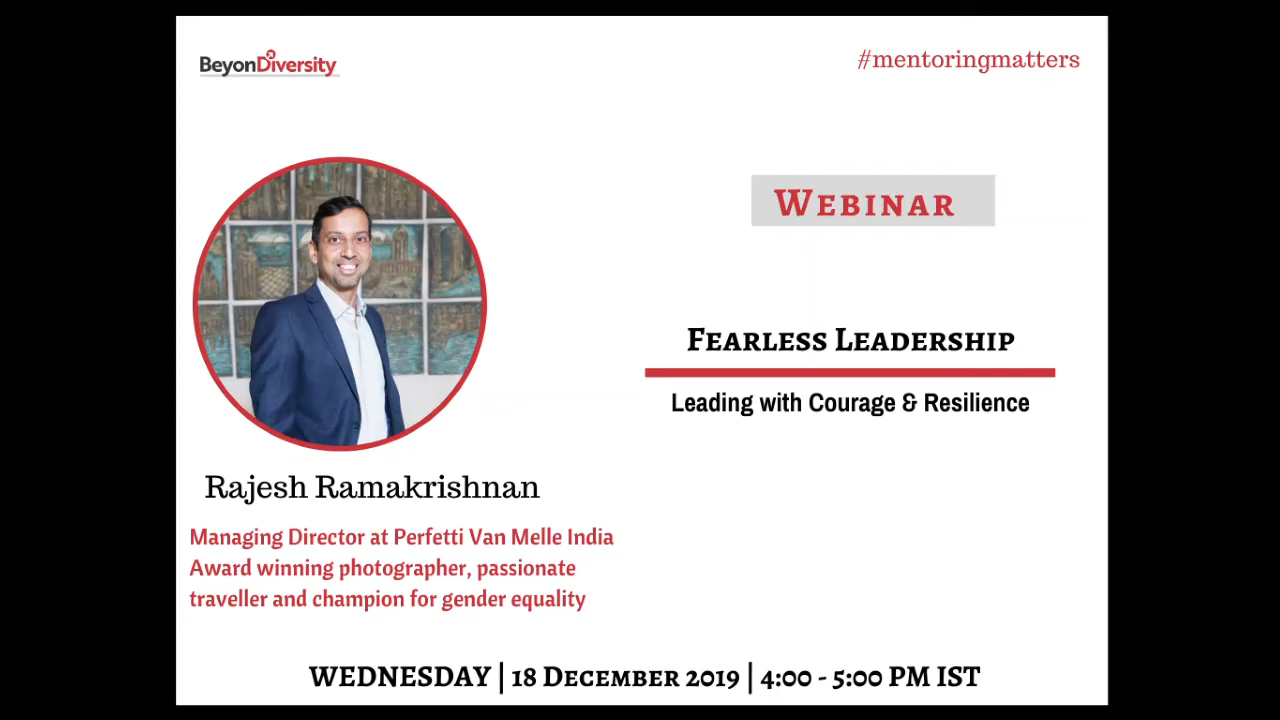 BeyonDiversity
#mentoringmatters
WEBINAR
FEARLESS LEADERSHIP
Leading with Courage & Resilience
Rajesh Ramakrishnan
Managing Director at Perfetti Van Melle India
Award winning photographer, passionate
traveller and champion for gender equality
WEDNESDAY | 18 DECEMBER 2019 | 4:00 - 5:00 PM IST